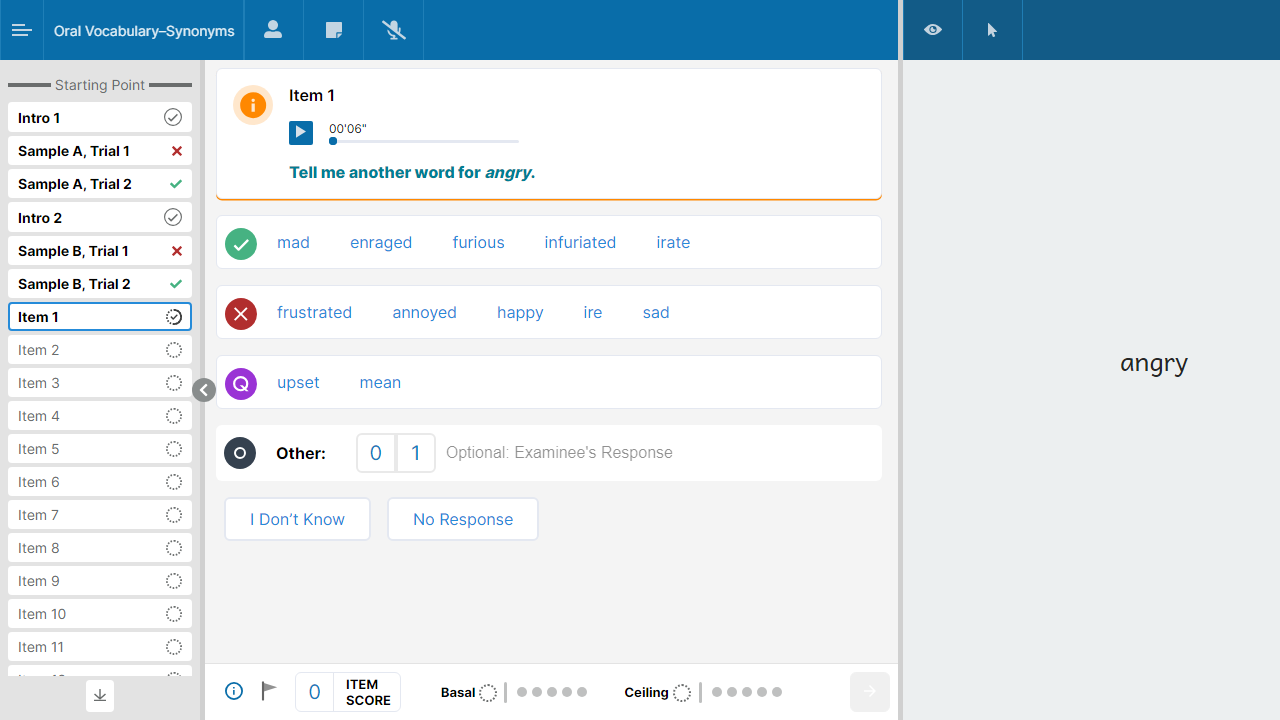 Oral Vocabulary–Synonyms
Starting Point
Intro 1
Sample A, Trial 1
Sample A, Trial 2
Intro 2
Sample B, Trial 1
Sample B, Trial 2
Item 1
Item 2
Item 3
Item 4
Item 5
Item 6
Item 7
Item 8
Item 9
Item 10
Item 11
Item 1
00'06"
Tell me another word for angry.
mad enraged furious infuriated irate
frustrated annoyed happy ire sad
Q upset mean
Other: 0 1 Optional: Examinee's Response
I Don’t Know No Response
0 ITEM
SCORE
Basal Ceiling
angry